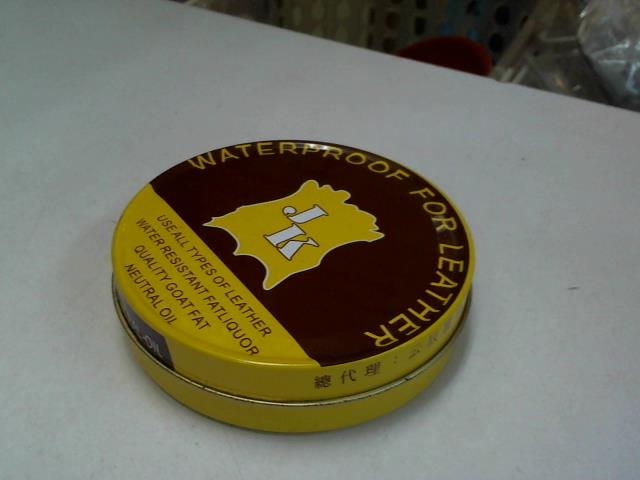 WATERPROOF FOR LEATHER
JK
USE ALL TYPES OF LEATHER
WATER RESISTANT FATLIQUOR
QUALITY GOAT FAT
NEUTRAL OIL
總代理: